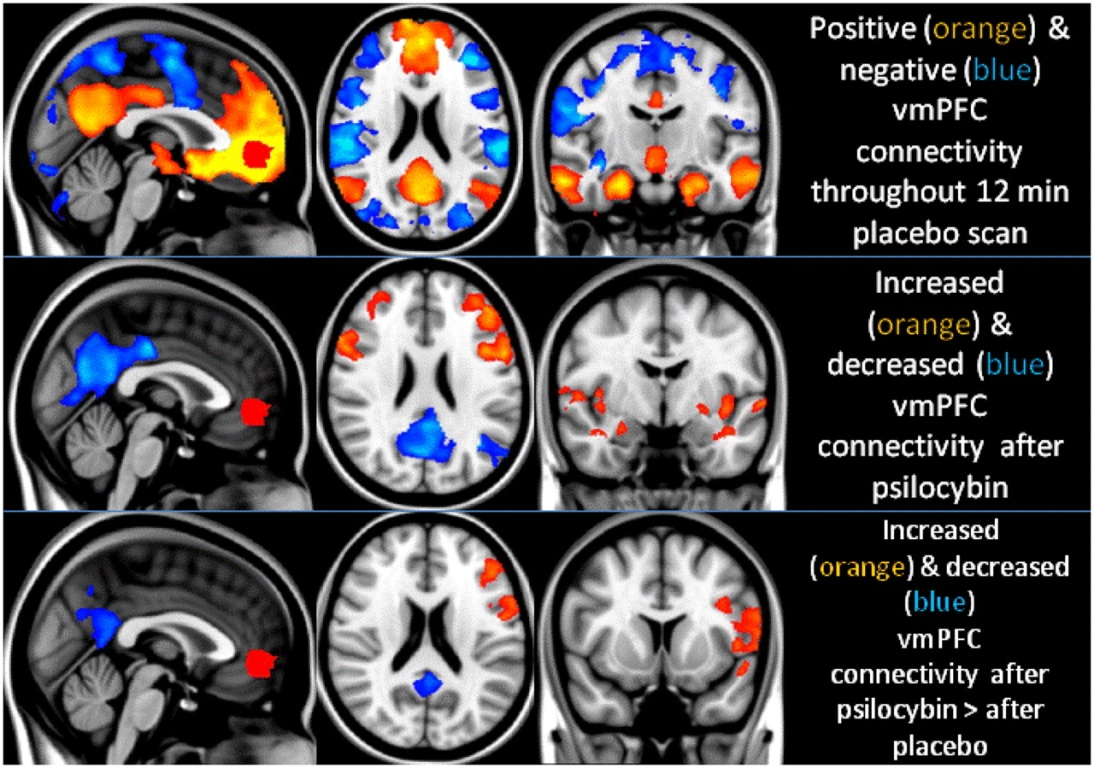 Positive (orange) &
negative (blue)
vmPFC
connectivity
throughout 12 min
placebo scan
Increased
(orange) &
decreased (blue)
vmPFC
connectivity after
psilocybin
Increased
(orange) & decreased
(blue)
vmPFC
connectivity after
psilocybin > after
placebo